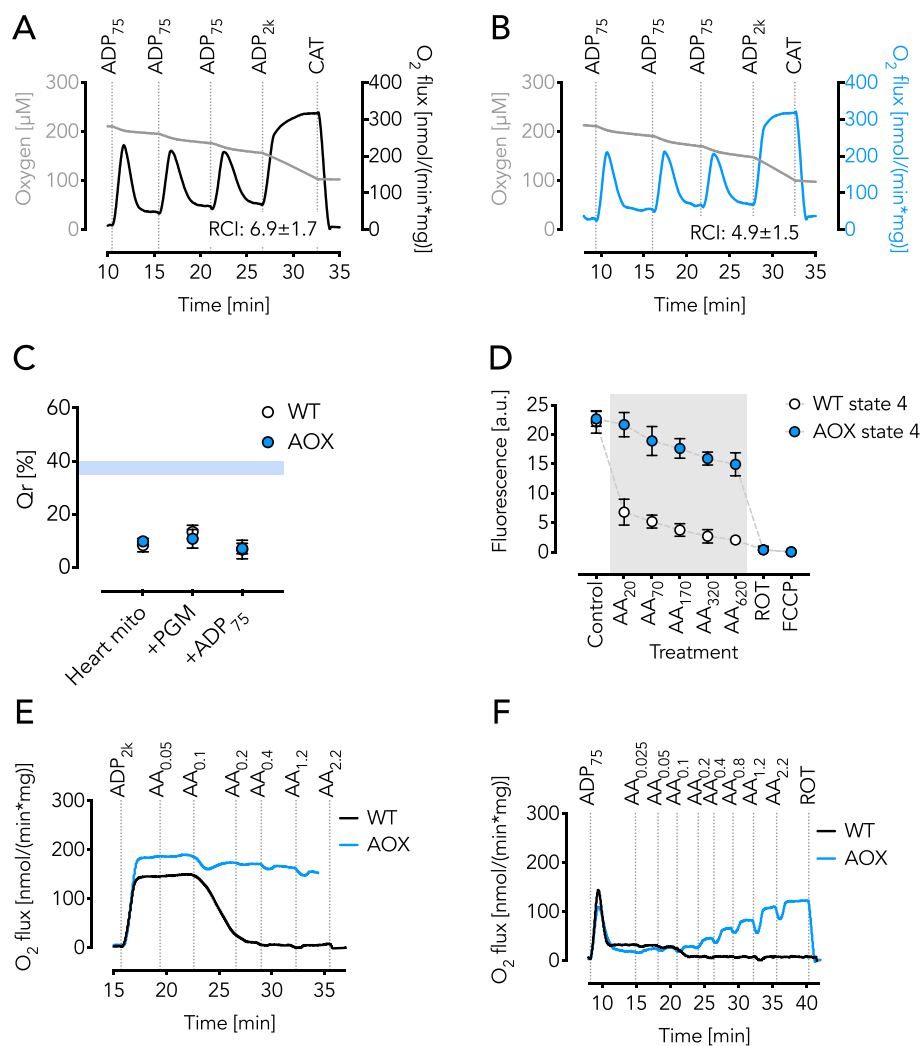 A
ADP75 ADP75 ADP75 ADP2k CAT
Oxygen [µM]
300
200
100
0
O2 flux [nmol/(min*mg)]
400
300
200
100
0
RCI: 6.9±1.7
10 15 20 25 30 35
Time [min]
B
ADP75 ADP75 ADP75 ADP2k CAT
Oxygen [µM]
300
200
100
0
O2 flux [nmol/(min*mg)]
400
300
200
100
0
RCI: 4.9±1.5
10 15 20 25 30 35
Time [min]
C
Qr [%]
60
40
20
0
WT
AOX
Heart mito
+PGM
+ADP75
D
Fluorescence [a.u.]
25
20
15
10
5
0
WT state 4
AOX state 4
Control AA20 AA70 AA170 AA320 AA620 ROT FCCP
Treatment
E
ADP2k AA0.05 AA0.1 AA0.2 AA0.4 AA1.2 AA2.2
O2 flux [nmol/(min*mg)]
300
200
100
0
WT
AOX
15 20 25 30 35
Time [min]
F
ADP75 AA0.025 AA0.05 AA0.1 AA0.2 AA0.4 AA0.8 AA1.2 AA2.2 ROT
O2 flux [nmol/(min*mg)]
300
200
100
0
WT
AOX
10 15 20 25 30 35 40
Time [min]